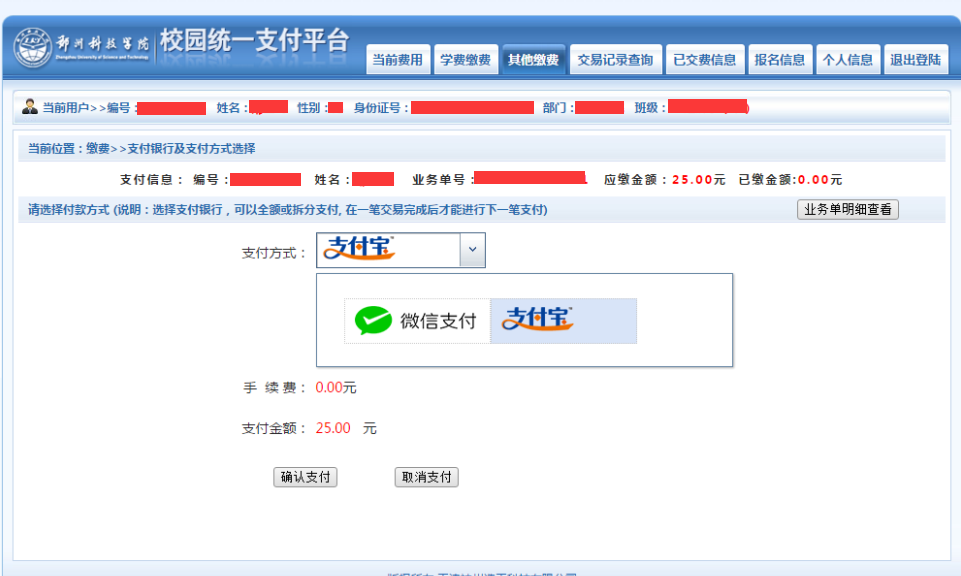 郑州科技学院 校园统一支付平台
Zhengzhou University of Science and Technology
当前费用 学费缴费 其他缴费 交易记录查询 已交费信息 报名信息 个人信息 退出登陆
当前用户>>编号: 姓名: 性别: 身份证号: 部门: 班级:
当前位置：缴费>>支付银行及支付方式选择
支付信息： 编号： 姓名： 业务单号： 应缴金额：25.00元 已缴金额:0.00元
请选择付款方式 (说明：选择支付银行，可以全额或拆分支付, 在一笔交易完成后才能进行下一笔支付) 业务单明细查看
支付方式： 支付宝
微信支付 支付宝
手 续 费： 0.00元
支付金额： 25.00 元
确认支付 取消支付